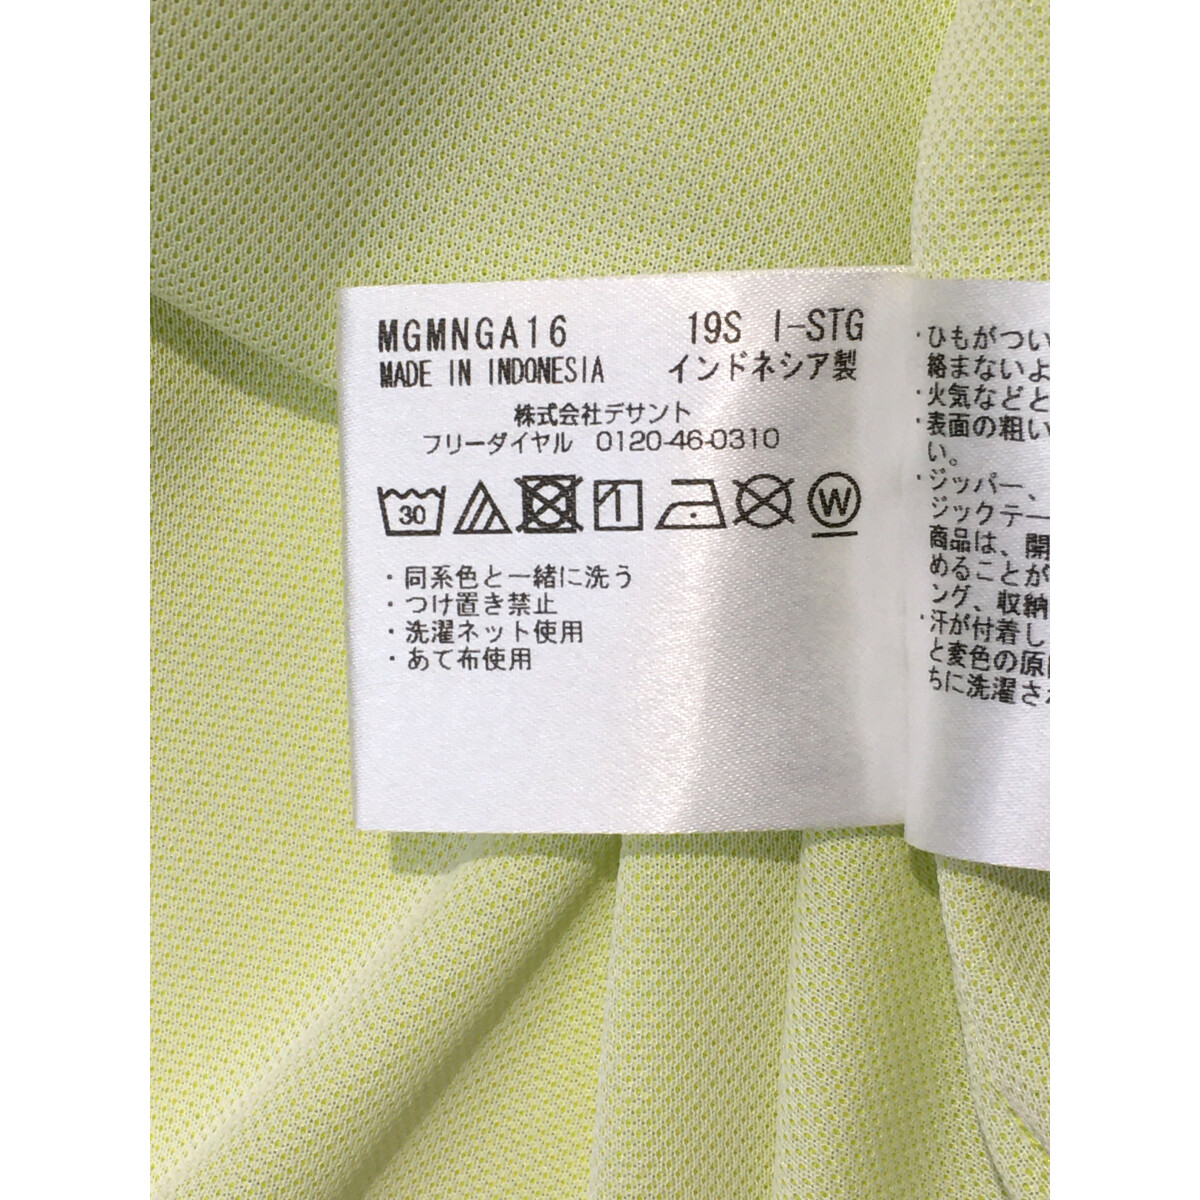 MGMNGA16 19S I-STG
MADE IN INDONESIA インドネシア製
株式会社デサント
フリーダイヤル 0120-46-0310
30 W
・同系色と一緒に洗う
・つけ置き禁止
・洗濯ネット使用
・あて布使用
・ひもがつい
絡まないよ
・火気などと
・表面の粗い
い。
・ジッパー、
ジックテー
商品は、開
めることが
ング、収納
・汗が付着し
と変色の原
ちに洗濯さ